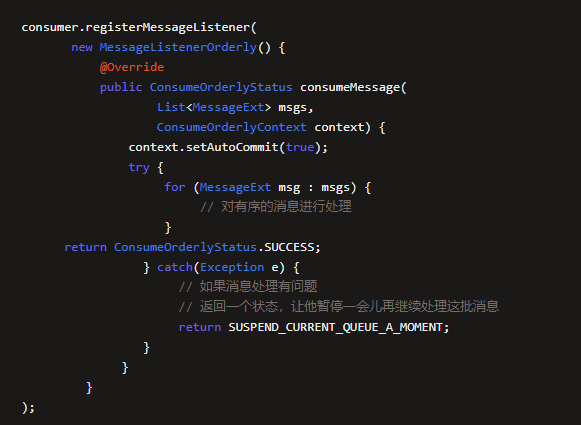 consumer.registerMessageListener(
new MessageListenerOrderly() {
@Override
public ConsumeOrderlyStatus consumeMessage(
List<MessageExt> msgs,
ConsumeOrderlyContext context) {
context.setAutoCommit(true);
try {
for (MessageExt msg : msgs) {
// 对有序的消息进行处理
}
return ConsumeOrderlyStatus.SUCCESS;
} catch(Exception e) {
// 如果消息处理有问题
// 返回一个状态，让他暂停一会儿再继续处理这批消息
return SUSPEND_CURRENT_QUEUE_A_MOMENT;
}
}
}
);